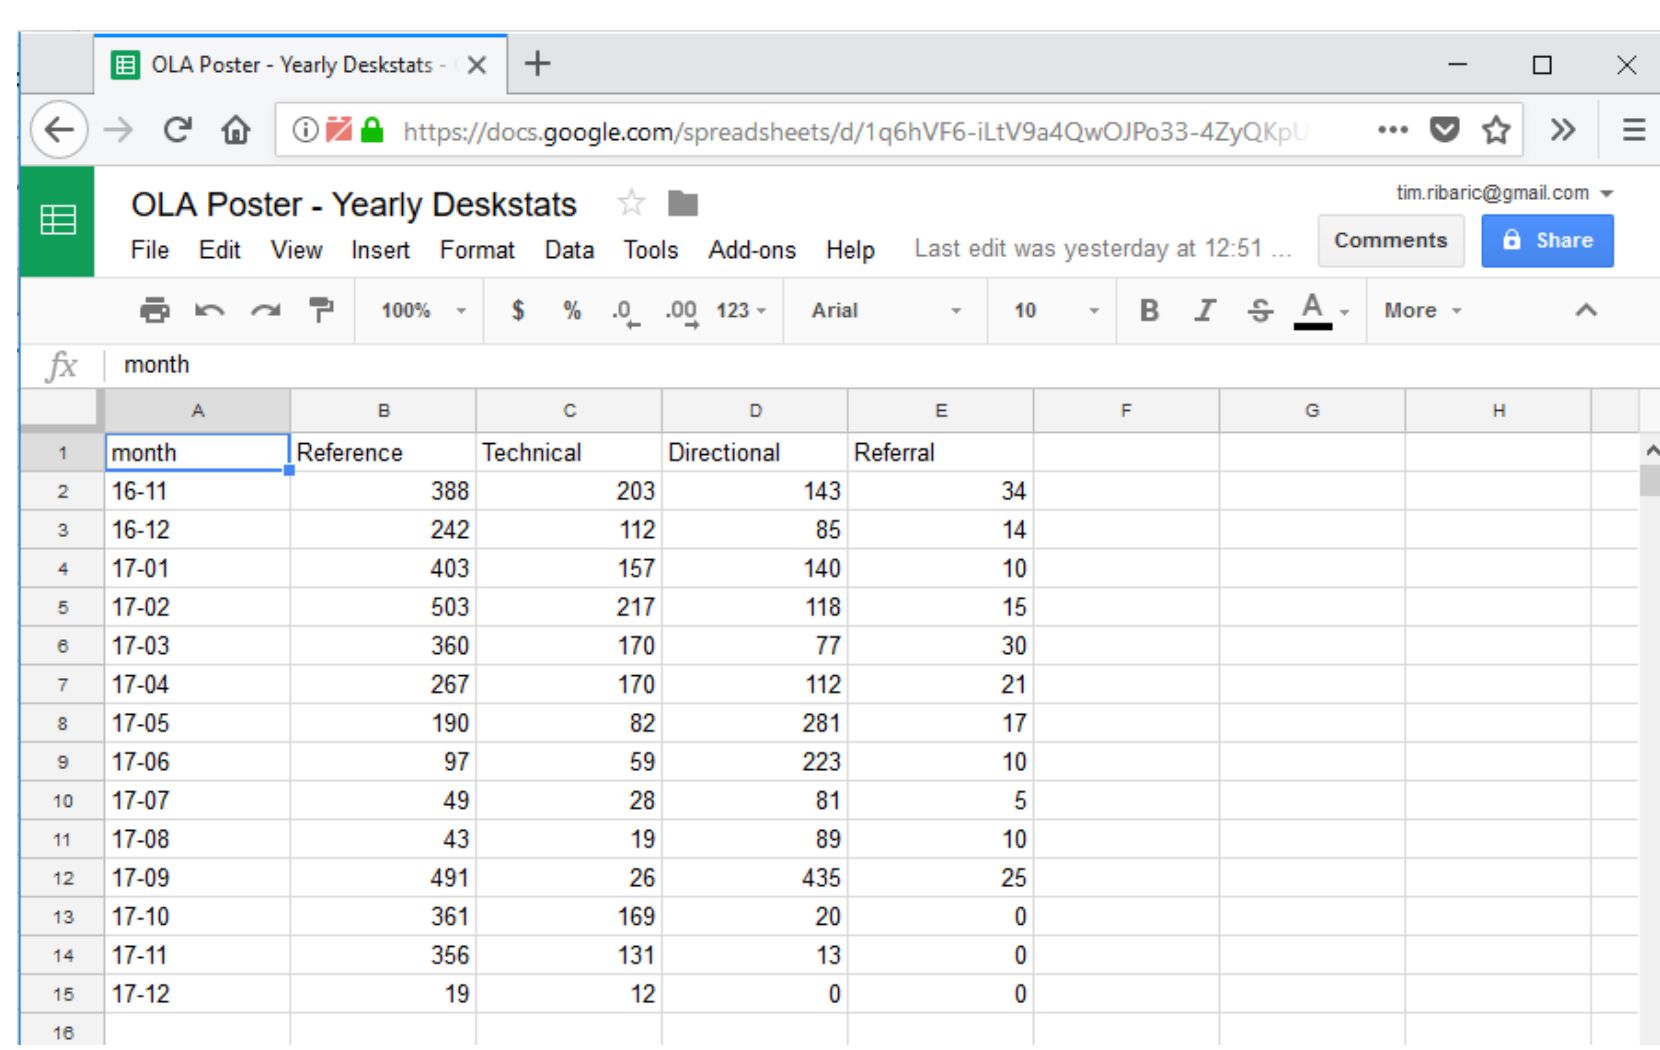 OLA Poster - Yearly Deskstats -
https://docs.google.com/spreadsheets/d/1q6hVF6-iLtV9a4QwOJPo33-4ZyQKpU
OLA Poster - Yearly Deskstats
tim.ribaric@gmail.com
File Edit View Insert Format Data Tools Add-ons Help Last edit was yesterday at 12:51 ... Comments Share
100% $ % .0 .00 123 Arial 10 B I S A More
fx month
A B C D E F G H
1 month Reference Technical Directional Referral
2 16-11 388 203 143 34
3 16-12 242 112 85 14
4 17-01 403 157 140 10
5 17-02 503 217 118 15
6 17-03 360 170 77 30
7 17-04 267 170 112 21
8 17-05 190 82 281 17
9 17-06 97 59 223 10
10 17-07 49 28 81 5
11 17-08 43 19 89 10
12 17-09 491 26 435 25
13 17-10 361 169 20 0
14 17-11 356 131 13 0
15 17-12 19 12 0 0
16